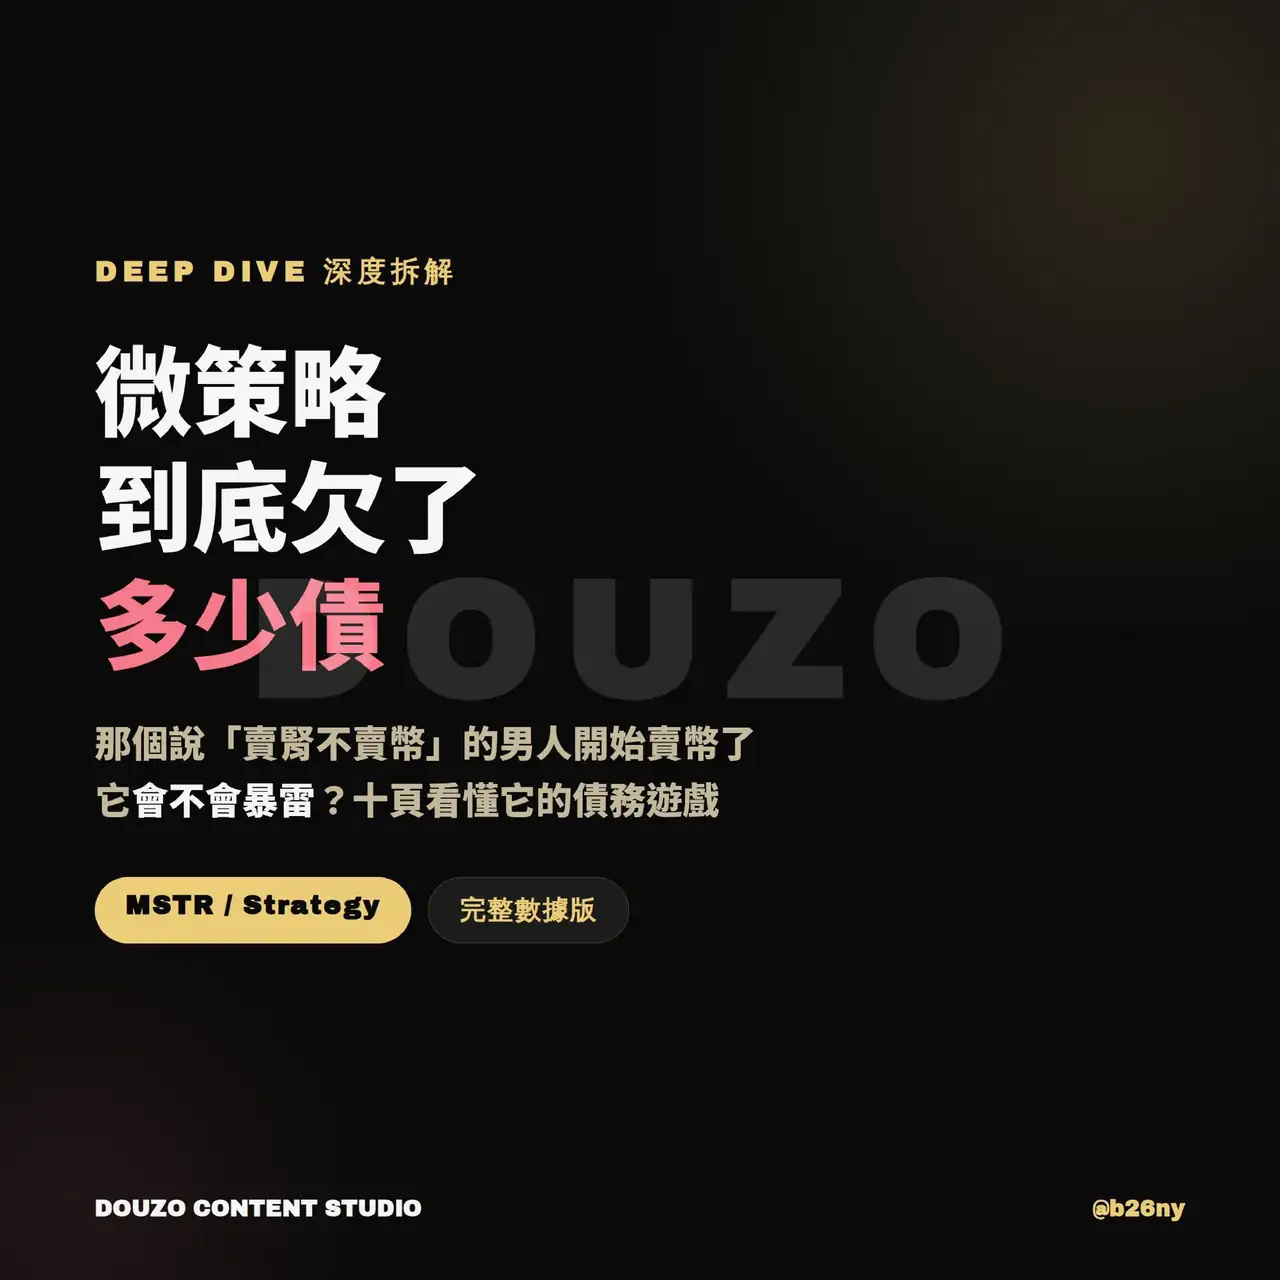 DEEP DIVE 深度拆解
微策略
到底欠了
多少債
DOUZO
那個說「賣腎不賣幣」的男人開始賣幣了
它會不會暴雷？十頁看懂它的債務遊戲
MSTR / Strategy
完整數據版
DOUZO CONTENT STUDIO
@b26ny